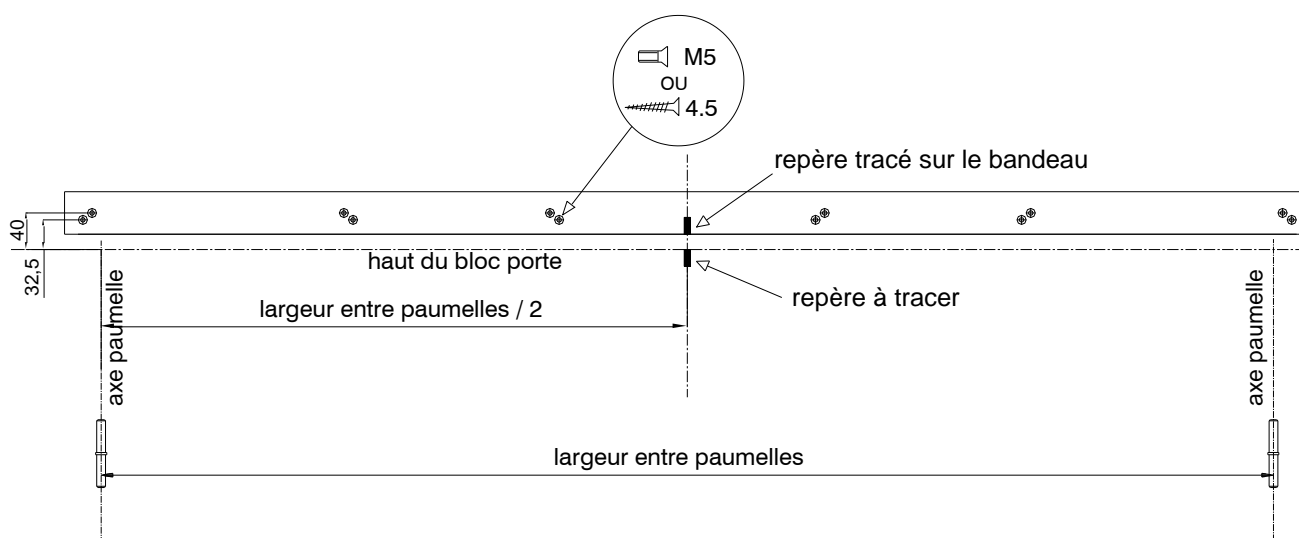 M5
OU
4.5
repère tracé sur le bandeau
40
32,5
haut du bloc porte
repère à tracer
largeur entre paumelles / 2
axe paumelle
axe paumelle
largeur entre paumelles